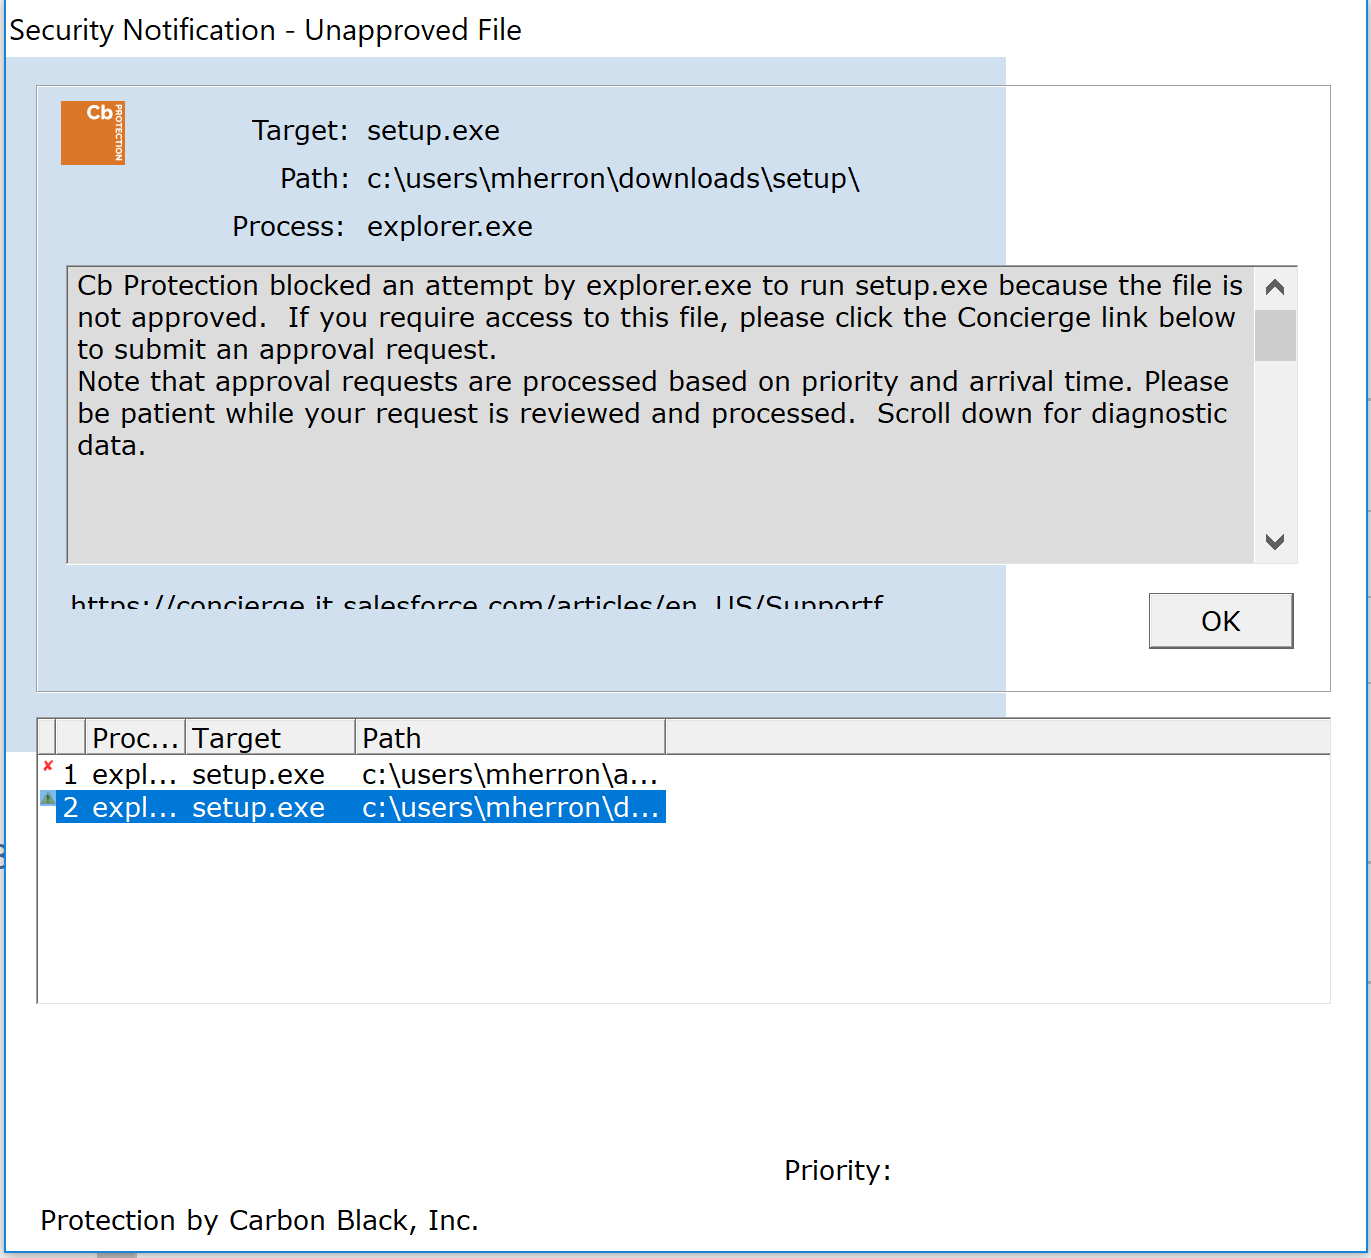 Security Notification - Unapproved File
Cb
PROTECTION
Target: setup.exe
Path: c:\users\mherron\downloads\setup\
Process: explorer.exe
Cb Protection blocked an attempt by explorer.exe to run setup.exe because the file is
not approved.  If you require access to this file, please click the Concierge link below
to submit an approval request.
Note that approval requests are processed based on priority and arrival time. Please
be patient while your request is reviewed and processed.  Scroll down for diagnostic
data.
https://concierge.it.salesforce.com/articles/en_US/Supportf
OK
Proc... Target Path
1 expl... setup.exe c:\users\mherron\a...
2 expl... setup.exe c:\users\mherron\d...
Priority:
Protection by Carbon Black, Inc.